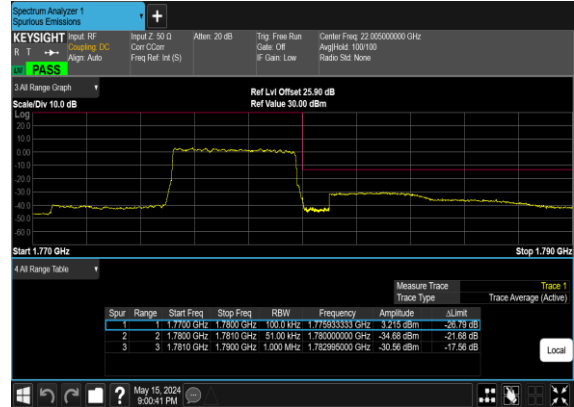 Spectrum Analyzer 1
Spurious Emissions
+
KEYSIGHT Input: RF Input Z: 50 Ω Atten: 20 dB Trig: Free Run Center Freq: 22.005000000 GHz
R T Coupling: DC Corr CCorr Gate: Off Avg|Hold: 100/100
Align: Auto Freq Ref: Int (S) IF Gain: Low Radio Std: None
PASS
3 All Range Graph
Ref Lvl Offset 25.90 dB
Scale/Div 10.0 dB Ref Value 30.00 dBm
Log
20.0
10.0
0.00
-10.0
-20.0
-30.0
-40.0
-50.0
-60.0
Start 1.770 GHz Stop 1.790 GHz
4 All Range Table
Measure Trace Trace 1
Trace Type Trace Average (Active)
Spur Range Start Freq Stop Freq RBW Frequency Amplitude ΔLimit
1 1 1.7700 GHz 1.7800 GHz 100.0 kHz 1.775933333 GHz 3.215 dBm -26.79 dB
2 2 1.7800 GHz 1.7810 GHz 51.00 kHz 1.780000000 GHz -34.68 dBm -21.68 dB
3 3 1.7810 GHz 1.7900 GHz 1.000 MHz 1.782995000 GHz -30.56 dBm -17.56 dB
Local
? May 15, 2024
9:00:41 PM